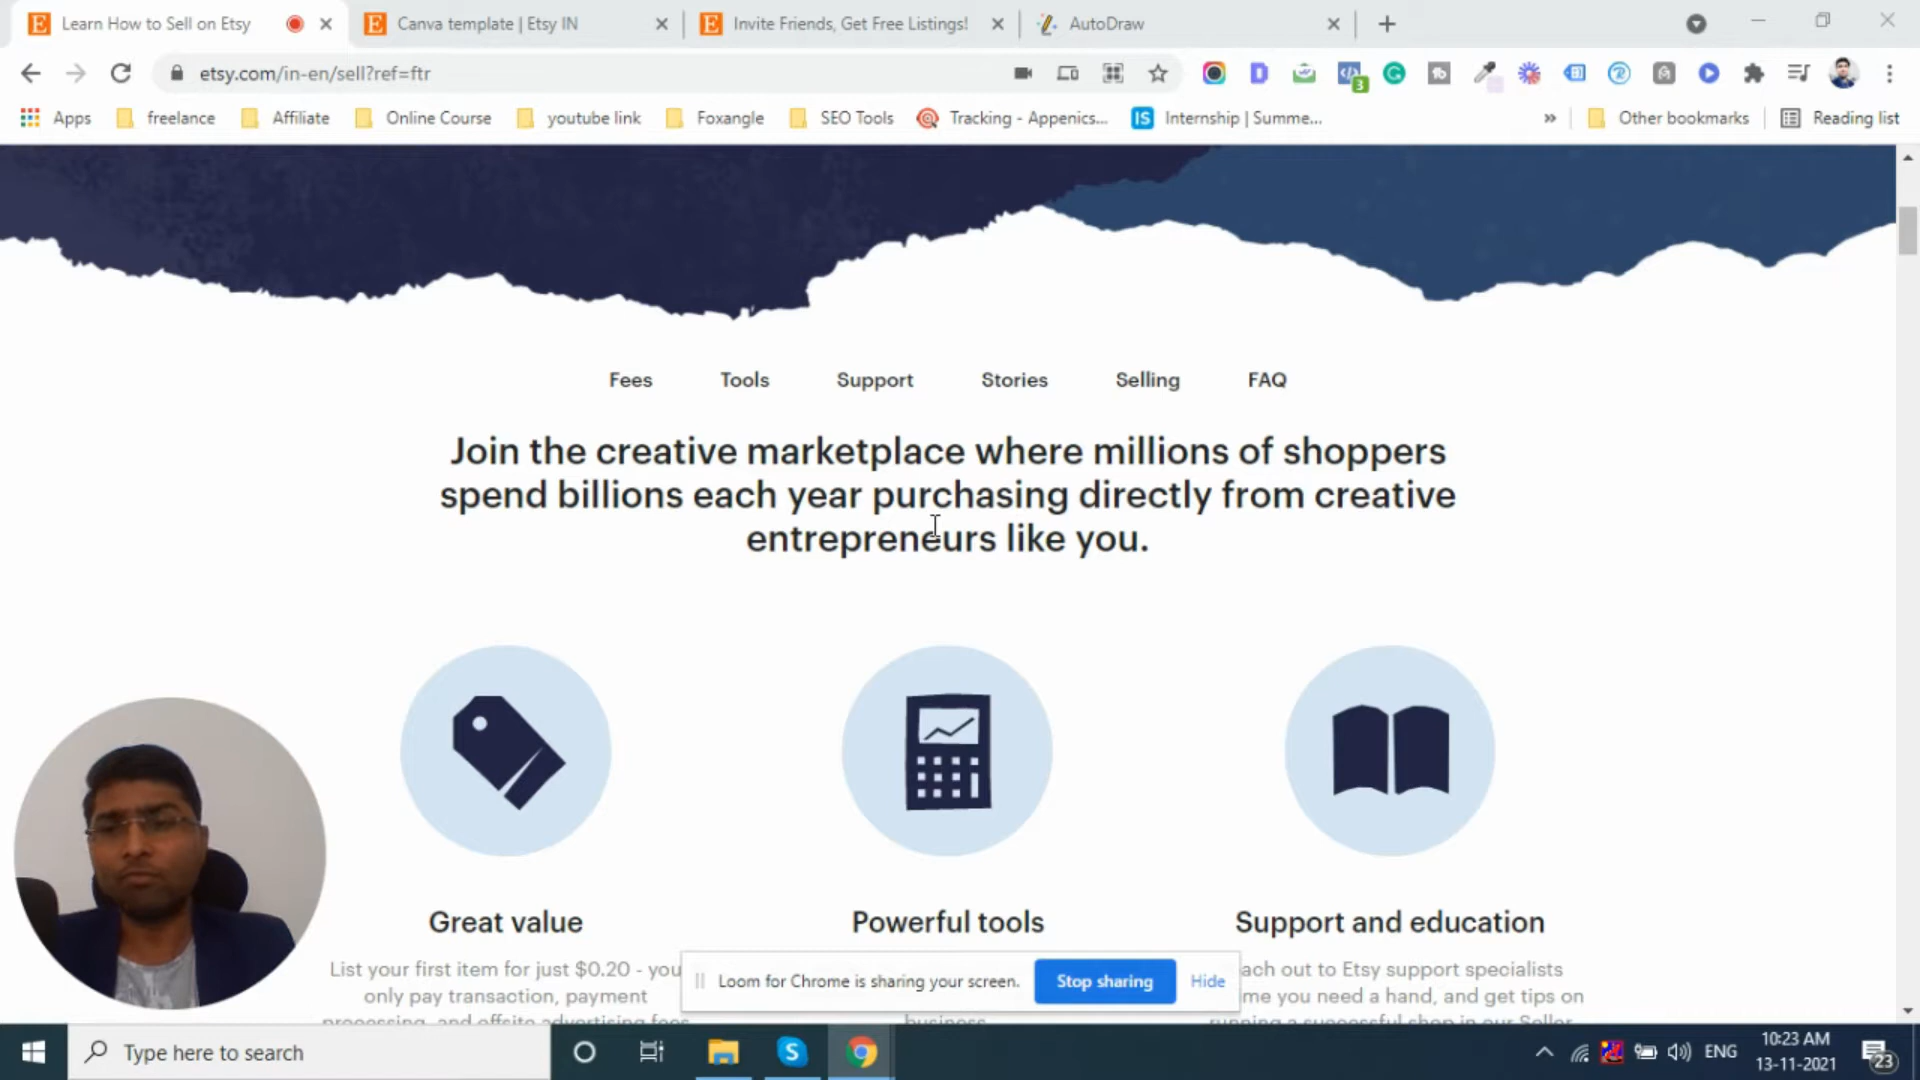 Learn How to Sell on Etsy
Canva template | Etsy IN
Invite Friends, Get Free Listings!
AutoDraw
etsy.com/in-en/sell?ref=ftr
3
Apps
freelance
Affiliate
Online Course
youtube link
Foxangle
SEO Tools
Tracking - Appenics...
IS
Internship | Summe...
»
Other bookmarks
Reading list
Fees
Tools
Support
Stories
Selling
FAQ
Join the creative marketplace where millions of shoppers
spend billions each year purchasing directly from creative
entrepreneurs like you.
Great value
Powerful tools
Support and education
List your first item for just $0.20 - you
only pay transaction, payment
processing, and offsite advertising fees
business
ach out to Etsy support specialists
me you need a hand, and get tips on
running a successful shop in our Seller
Loom for Chrome is sharing your screen.
Stop sharing
Hide
Type here to search
ENG
10:23 AM
13-11-2021
23